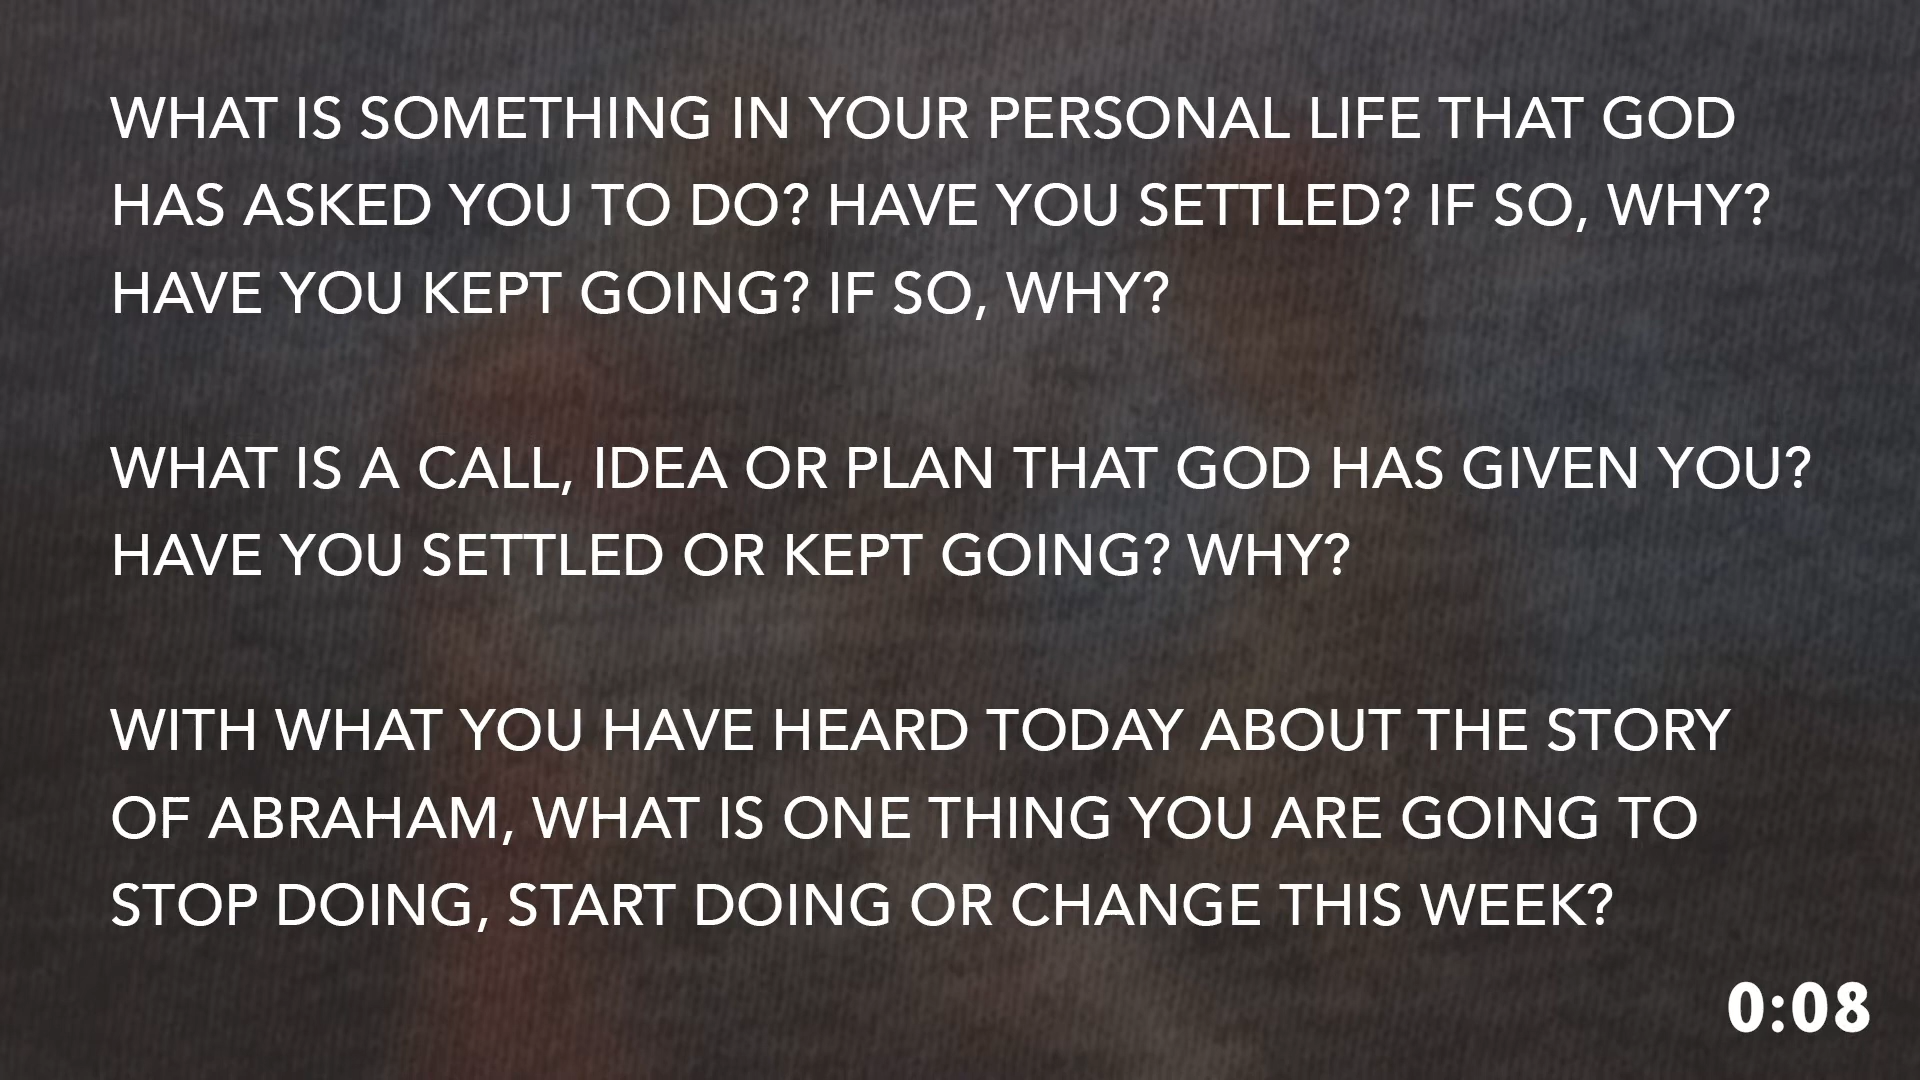 WHAT IS SOMETHING IN YOUR PERSONAL LIFE THAT GOD
HAS ASKED YOU TO DO? HAVE YOU SETTLED? IF SO, WHY?
HAVE YOU KEPT GOING? IF SO, WHY?
WHAT IS A CALL, IDEA OR PLAN THAT GOD HAS GIVEN YOU?
HAVE YOU SETTLED OR KEPT GOING? WHY?
WITH WHAT YOU HAVE HEARD TODAY ABOUT THE STORY
OF ABRAHAM, WHAT IS ONE THING YOU ARE GOING TO
STOP DOING, START DOING OR CHANGE THIS WEEK?
0:08